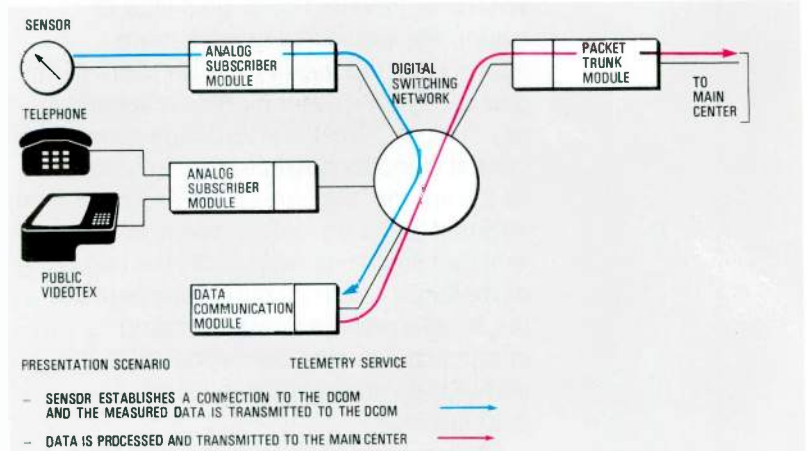 SENSOR
TELEPHONE
PUBLIC
VIDEOTEX
ANALOG
SUBSCRIBER
MODULE
ANALOG
SUBSCRIBER
MODULE
DATA
COMMUNICATION
MODULE
DIGITAL
SWITCHING
NETWORK
PACKET
TRUNK
MODULE
TO
MAIN
CENTER
PRESENTATION SCENARIO TELEMETRY SERVICE
– SENSOR ESTABLISHES A CONNECTION TO THE DCOM
AND THE MEASURED DATA IS TRANSMITTED TO THE DCOM
– DATA IS PROCESSED AND TRANSMITTED TO THE MAIN CENTER